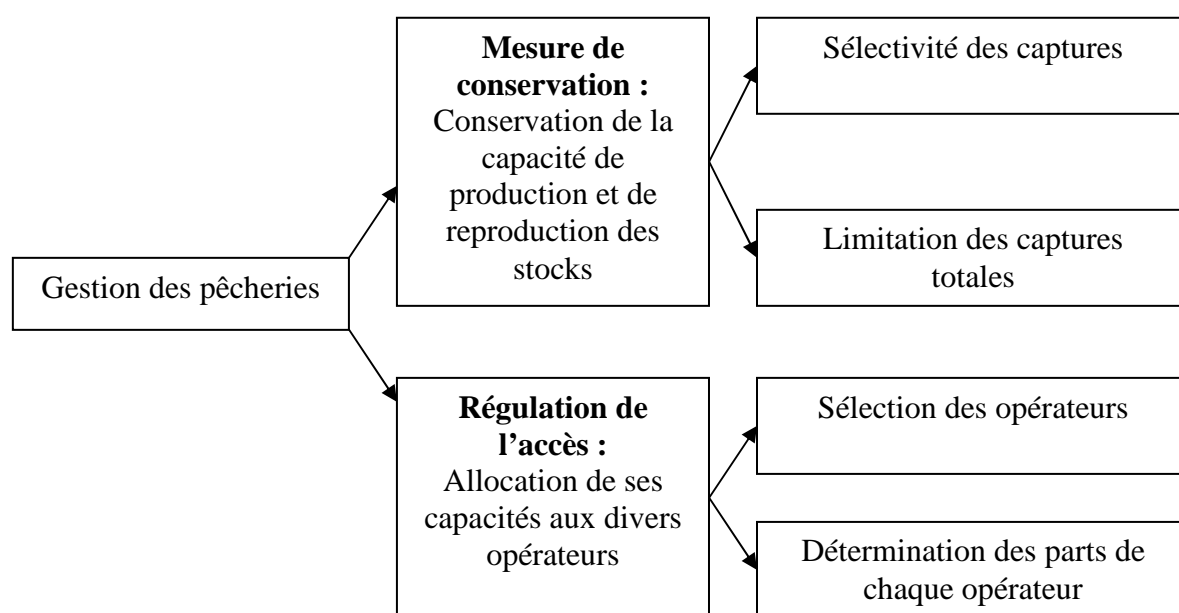 Gestion des pêcheries
Mesure de
conservation :
Conservation de la
capacité de
production et de
reproduction des
stocks
Sélectivité des captures
Limitation des captures
totales
Régulation de
l’accès :
Allocation de ses
capacités aux divers
opérateurs
Sélection des opérateurs
Détermination des parts de
chaque opérateur